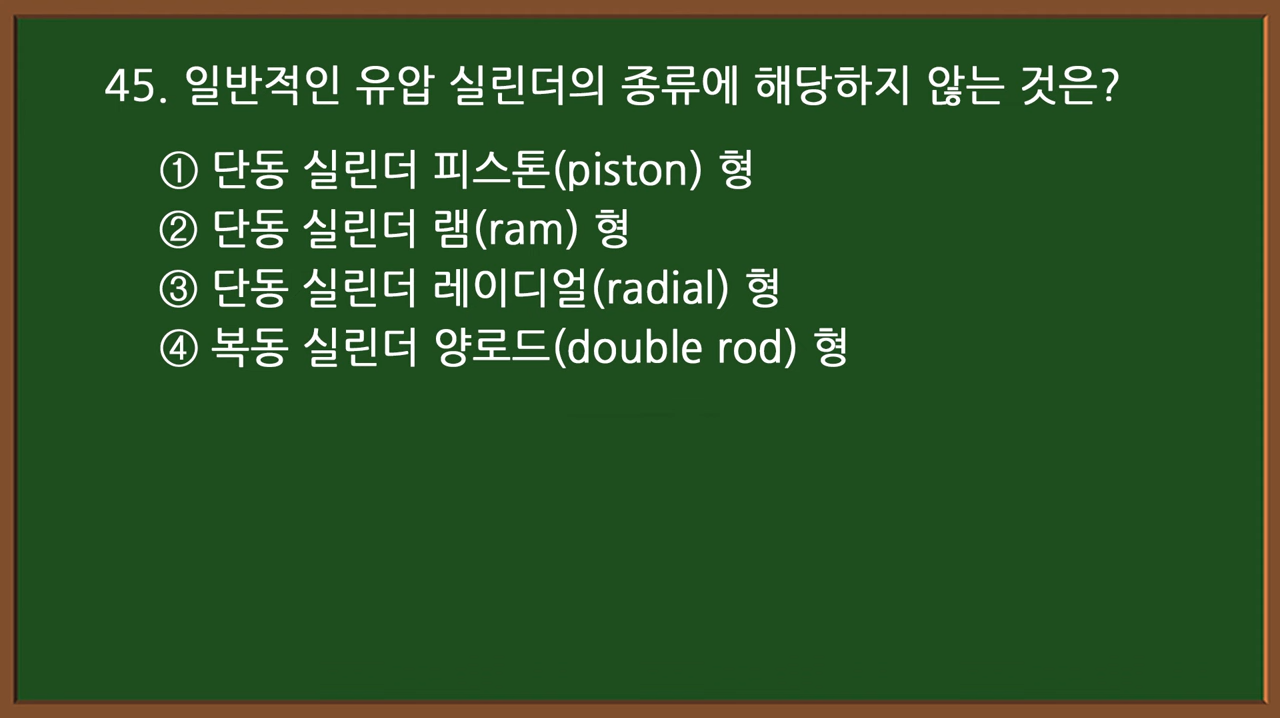 45. 일반적인 유압 실린더의 종류에 해당하지 않는 것은?
① 단동 실린더 피스톤(piston) 형
② 단동 실린더 램(ram) 형
③ 단동 실린더 레이디얼(radial) 형
④ 복동 실린더 양로드(double rod) 형